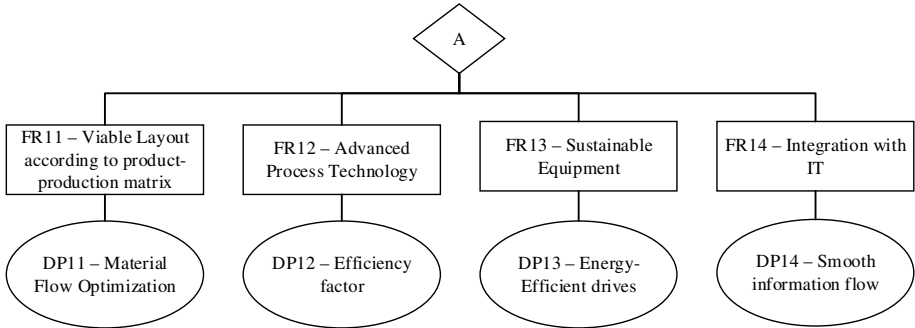 A
FR11 – Viable Layout
according to product-
production matrix
FR12 – Advanced
Process Technology
FR13 – Sustainable
Equipment
FR14 – Integration with
IT
DP11 – Material
Flow Optimization
DP12 – Efficiency
factor
DP13 – Energy-
Efficient drives
DP14 – Smooth
information flow